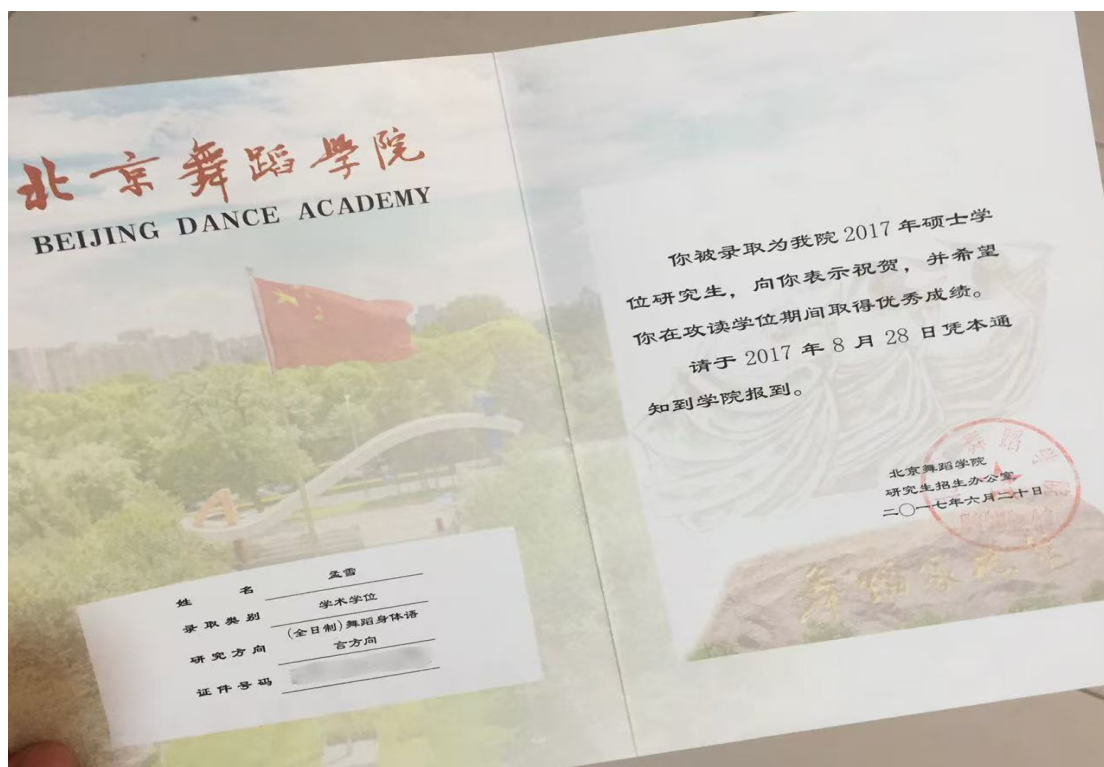 北京舞蹈學院
BEIJING DANCE ACADEMY
姓 名 孟雪
录取类别 学术学位
研究方向 (全日制)舞蹈身体语
言方向
证件号码
你被录取为我院 2017 年硕士学
位研究生，向你表示祝贺，并希望
你在攻读学位期间取得优秀成绩。
请于 2017 年 8 月 28 日凭本通
知到学院报到。
北京舞蹈学院
研究生招生办公室
二〇一七年六月二十日